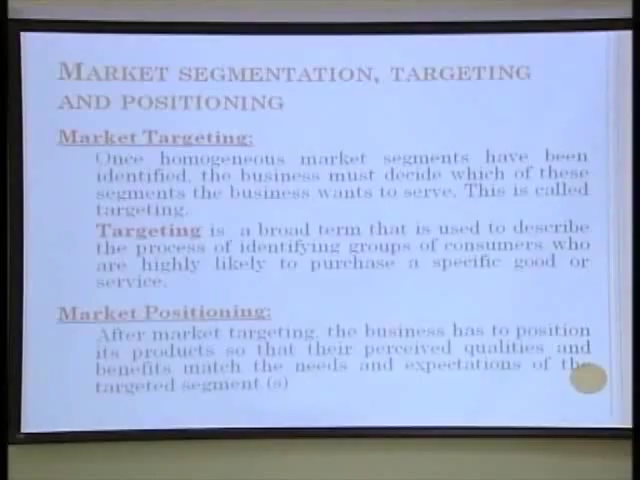 MARKET SEGMENTATION, TARGETING
AND POSITIONING
Market Targeting:
Once homogeneous market segments have been
identified, the business must decide which of these
segments the business wants to serve. This is called
targeting.
Targeting is a broad term that is used to describe
the process of identifying groups of consumers who
are highly likely to purchase a specific good or
service.
Market Positioning:
After market targeting, the business has to position
its products so that their perceived qualities and
benefits match the needs and expectations of the
targeted segment (s)